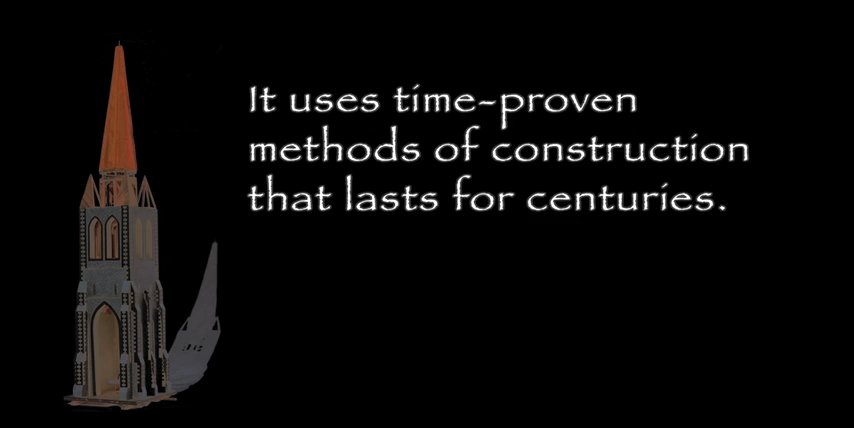 It uses time-proven
methods of construction
that lasts for centuries.